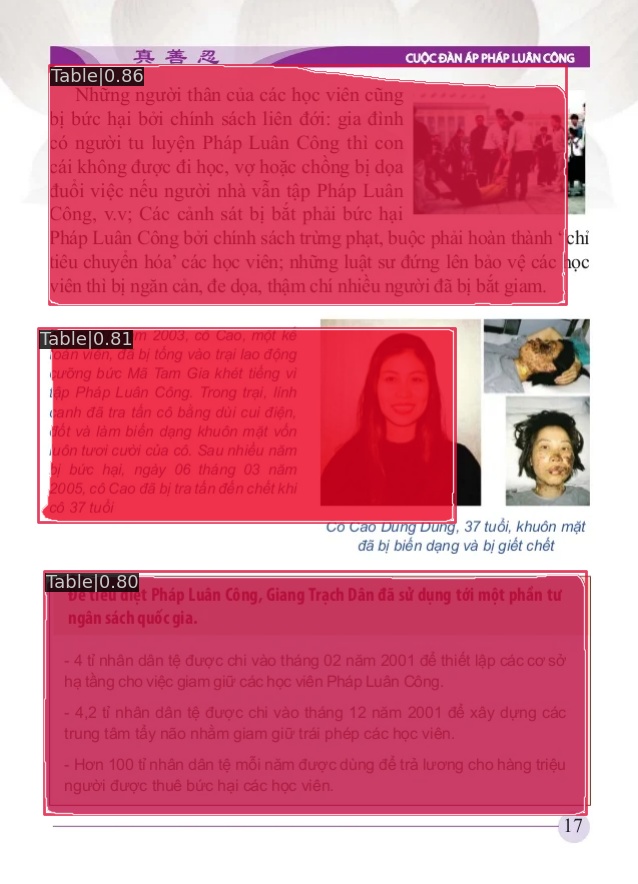 真 善 忍
CUỘC ĐÀN ÁP PHÁP LUÂN CÔNG
Table|0.86
Những người thân của các học viên cũng
bị bức hại bởi chính sách liên đới: gia đình
có người tu luyện Pháp Luân Công thì con
cái không được đi học, vợ hoặc chồng bị dọa
đuổi việc nếu người nhà vẫn tập Pháp Luân
Công, v.v; Các cảnh sát bị bắt phải bức hại
Pháp Luân Công bởi chính sách trừng phạt, buộc phải hoàn thành ‘chỉ
tiêu chuyển hóa’ các học viên; những luật sư đứng lên bảo vệ các học
viên thì bị ngăn cản, đe dọa, thậm chí nhiều người đã bị bắt giam.
Table|0.81
2003, cô Cao, một kế
toán viên, đã bị tống vào trại lao động
cưỡng bức Mã Tam Gia khét tiếng vì
tập Pháp Luân Công. Trong trại, lính
canh đã tra tấn cô bằng dùi cui điện,
đốt và làm biến dạng khuôn mặt vốn
luôn tươi cười của cô. Sau nhiều năm
bị bức hại, ngày 06 tháng 03 năm
2005, cô Cao đã bị tra tấn đến chết khi
cô 37 tuổi
Cô Cao Dung Dung, 37 tuổi, khuôn mặt
đã bị biến dạng và bị giết chết
Table|0.80
Để tiêu diệt Pháp Luân Công, Giang Trạch Dân đã sử dụng tới một phần tư
ngân sách quốc gia.
- 4 tỉ nhân dân tệ được chi vào tháng 02 năm 2001 để thiết lập các cơ sở
hạ tầng cho việc giam giữ các học viên Pháp Luân Công.
- 4,2 tỉ nhân dân tệ được chi vào tháng 12 năm 2001 để xây dựng các
trung tâm tẩy não nhằm giam giữ trái phép các học viên.
- Hơn 100 tỉ nhân dân tệ mỗi năm được dùng để trả lương cho hàng triệu
người được thuê bức hại các học viên.
17